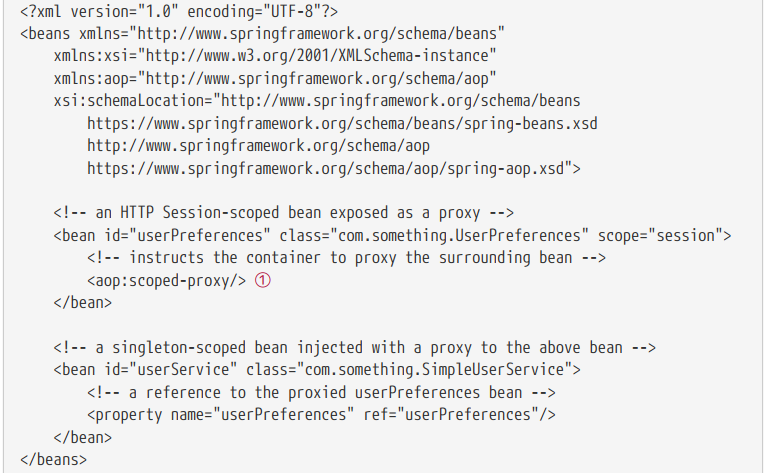 <?xml version="1.0" encoding="UTF-8"?>
<beans xmlns="http://www.springframework.org/schema/beans"
    xmlns:xsi="http://www.w3.org/2001/XMLSchema-instance"
    xmlns:aop="http://www.springframework.org/schema/aop"
    xsi:schemaLocation="http://www.springframework.org/schema/beans
        https://www.springframework.org/schema/beans/spring-beans.xsd
        http://www.springframework.org/schema/aop
        https://www.springframework.org/schema/aop/spring-aop.xsd">
    <!-- an HTTP Session-scoped bean exposed as a proxy -->
    <bean id="userPreferences" class="com.something.UserPreferences" scope="session">
        <!-- instructs the container to proxy the surrounding bean -->
        <aop:scoped-proxy/> ①
    </bean>
    <!-- a singleton-scoped bean injected with a proxy to the above bean -->
    <bean id="userService" class="com.something.SimpleUserService">
        <!-- a reference to the proxied userPreferences bean -->
        <property name="userPreferences" ref="userPreferences"/>
    </bean>
</beans>